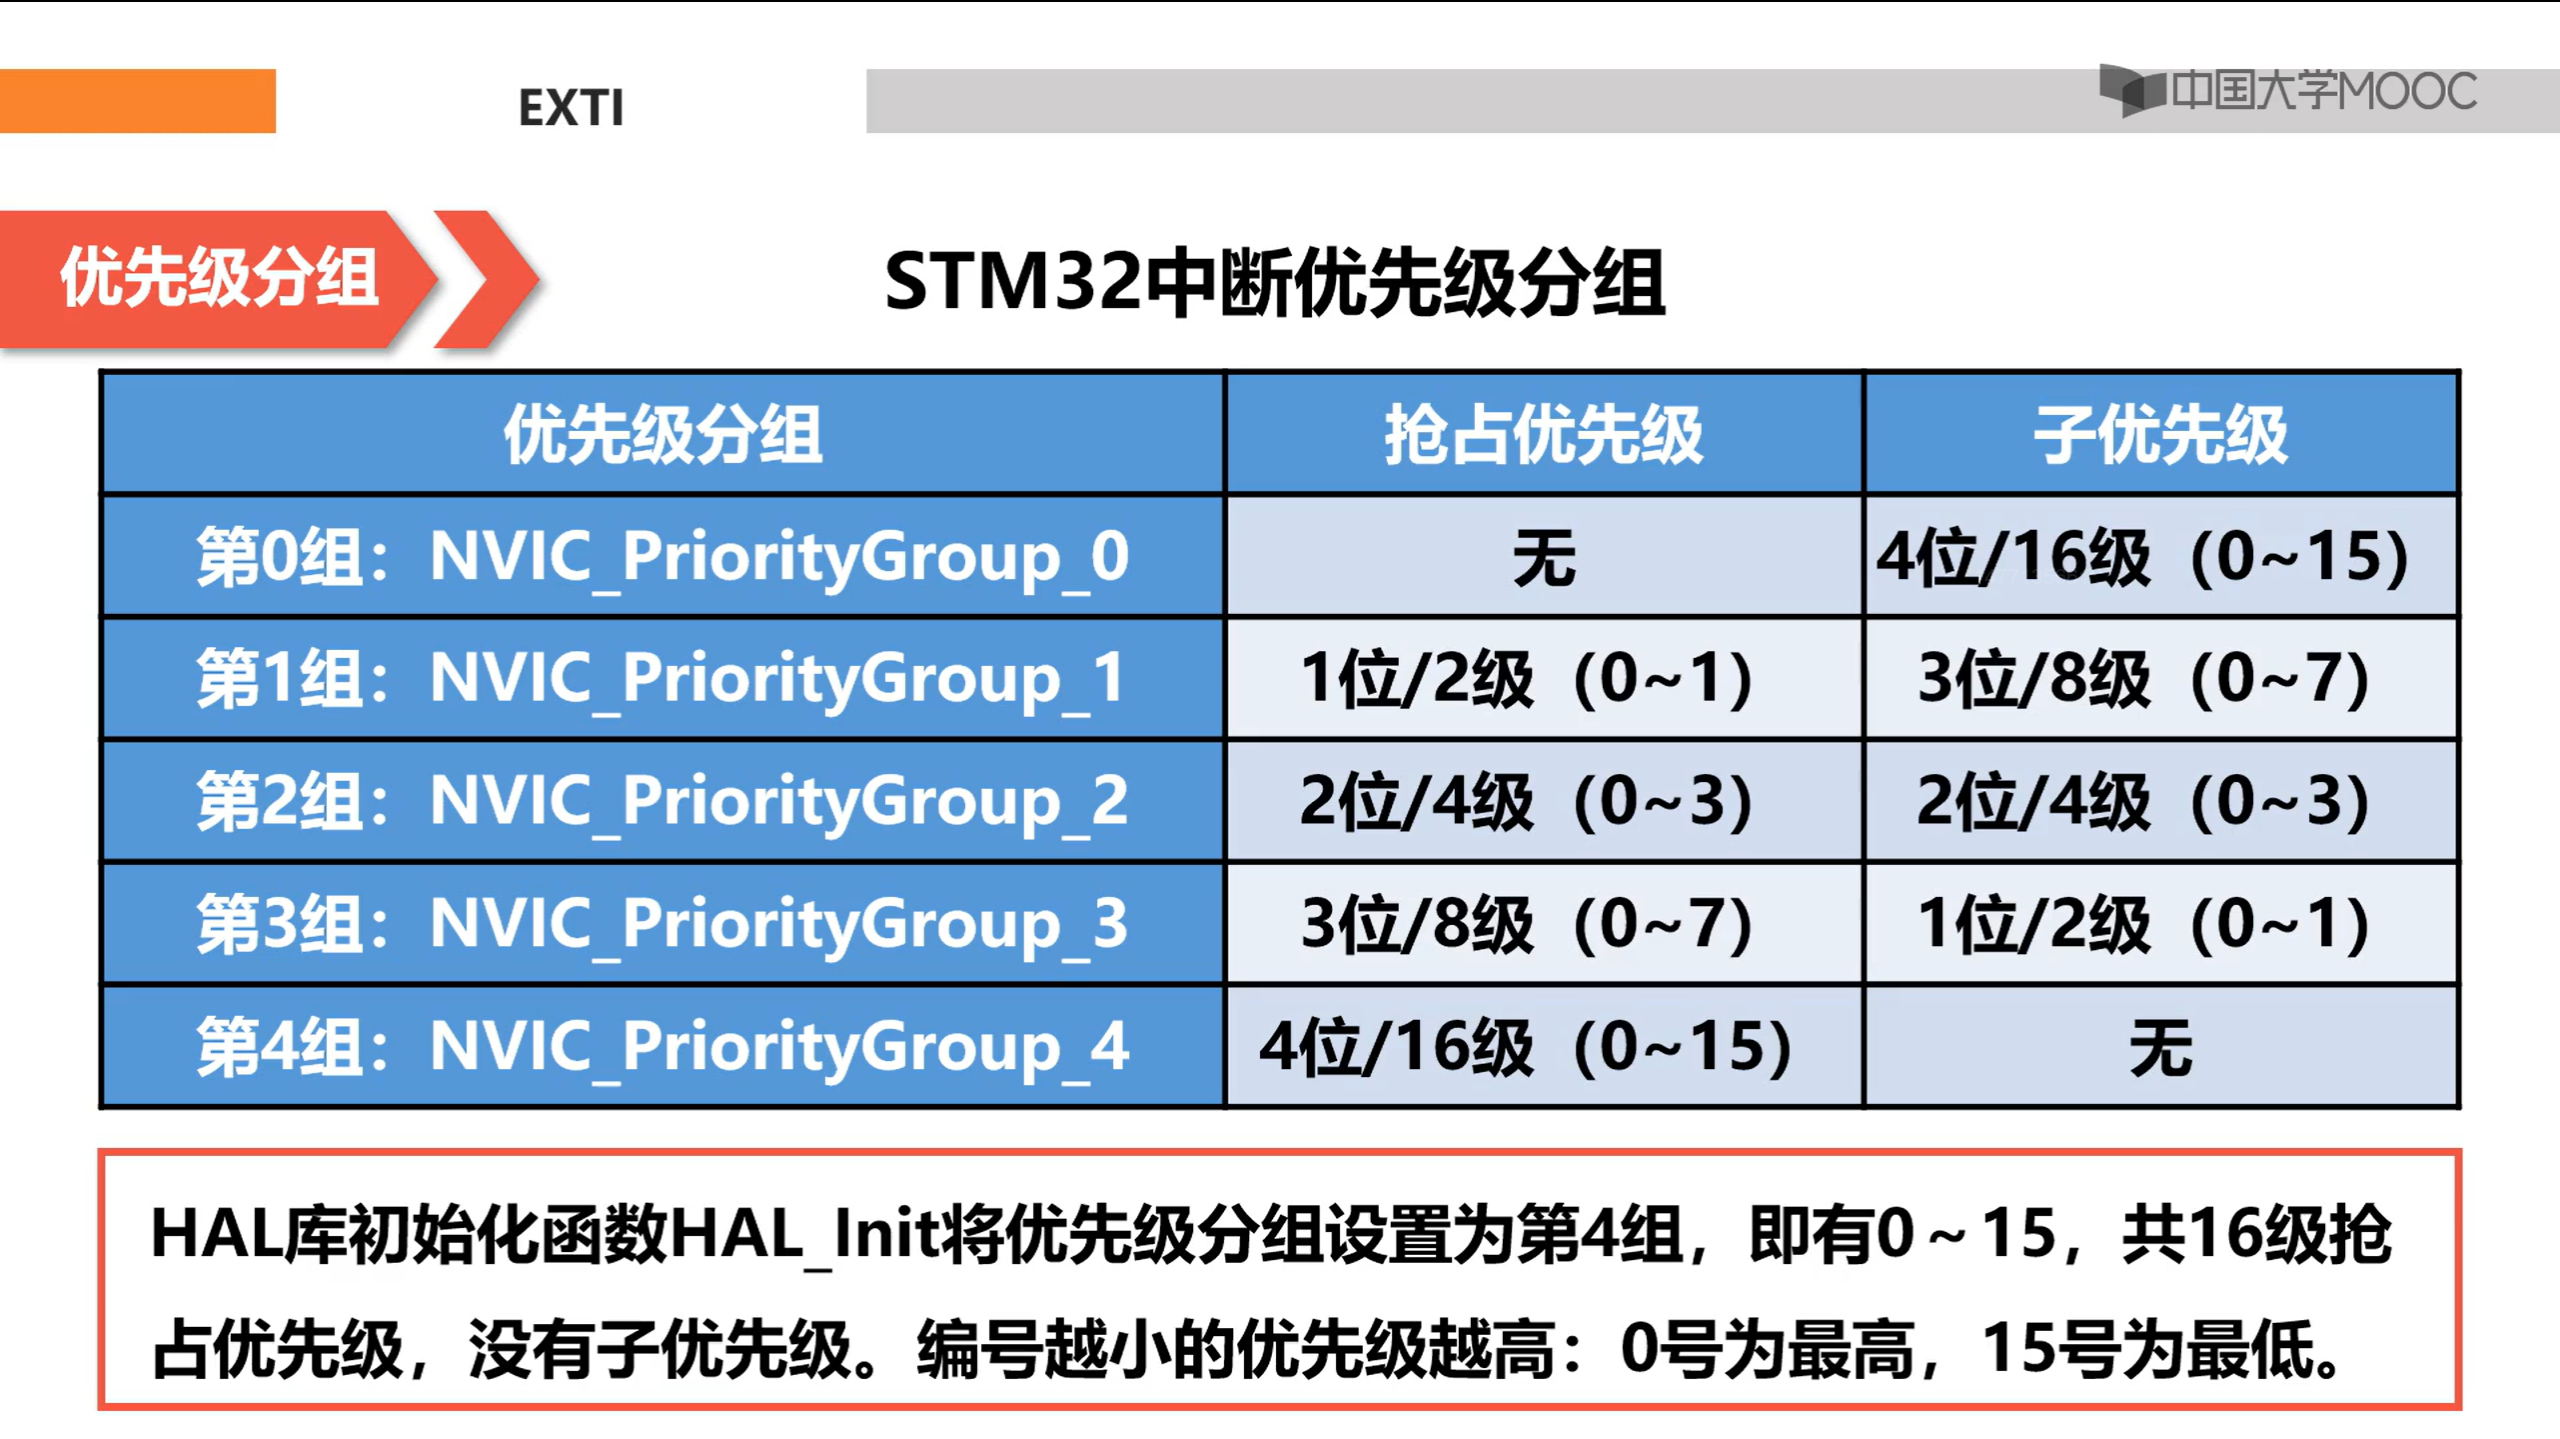 EXTI
中国大学MOOC
优先级分组
STM32中断优先级分组
优先级分组 抢占优先级 子优先级
第0组：NVIC_PriorityGroup_0 无 4位/16级（0~15）
第1组：NVIC_PriorityGroup_1 1位/2级（0~1） 3位/8级（0~7）
第2组：NVIC_PriorityGroup_2 2位/4级（0~3） 2位/4级（0~3）
第3组：NVIC_PriorityGroup_3 3位/8级（0~7） 1位/2级（0~1）
第4组：NVIC_PriorityGroup_4 4位/16级（0~15） 无
HAL库初始化函数HAL_Init将优先级分组设置为第4组，即有0～15，共16级抢
占优先级，没有子优先级。编号越小的优先级越高：0号为最高，15号为最低。